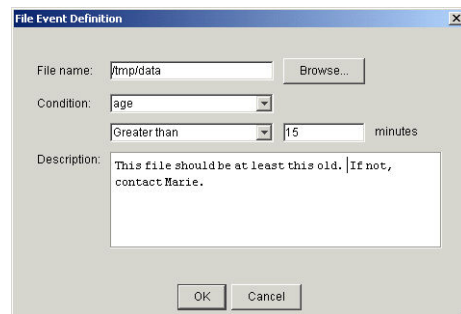 File Event Definition
File name: /tmp/data Browse...
Condition: age
Greater than 15 minutes
Description: This file should be at least this old. If not,
contact Marie.
OK Cancel